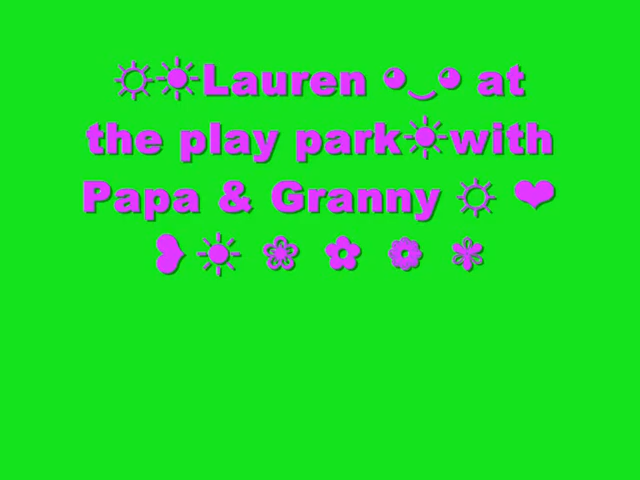 ☼☀Lauren ◕‿◕ at
the play park☀with
Papa & Granny ☼ ❤
❥☀ ❀ ✿ ❁ ✾